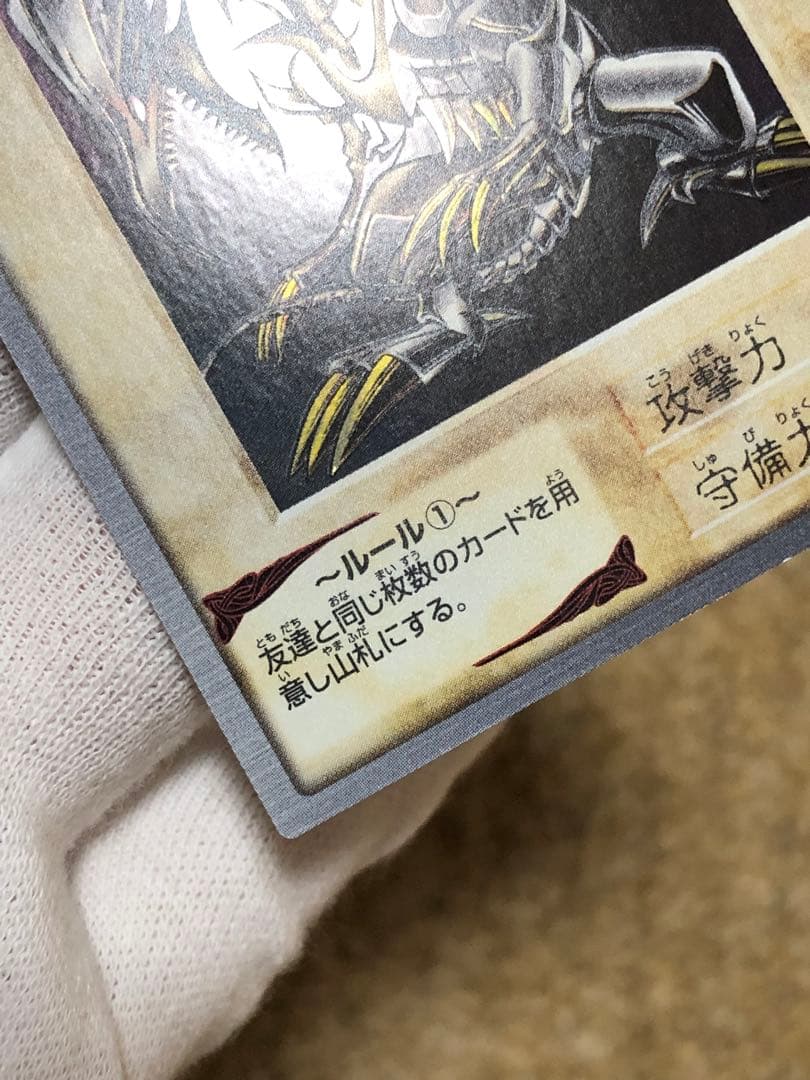 攻撃力
守備力
～ルール①～
友達と同じ枚数のカードを用
意し山札にする。